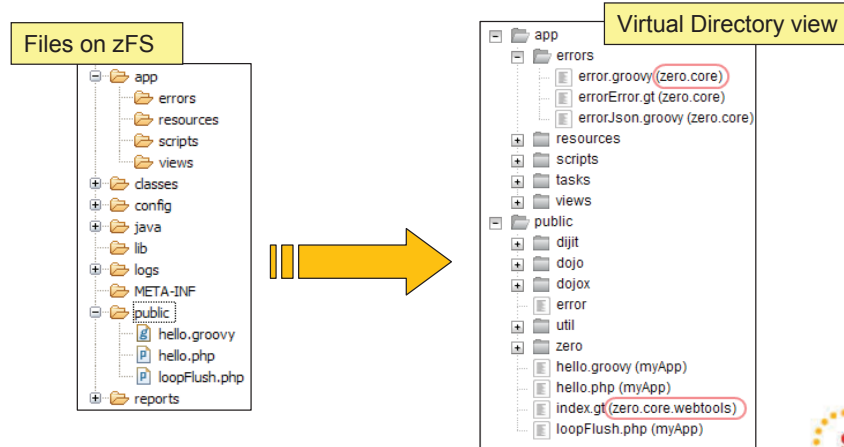 Files on zFS
app
errors
resources
scripts
views
classes
config
java
lib
logs
META-INF
public
hello.groovy
hello.php
loopFlush.php
reports
Virtual Directory view
app
errors
error.groovy (zero.core)
errorError.gt (zero.core)
errorJson.groovy (zero.core)
resources
scripts
tasks
views
public
dijit
dojo
dojox
error
util
zero
hello.groovy (myApp)
hello.php (myApp)
index.gt (zero.core.webtools)
loopFlush.php (myApp)